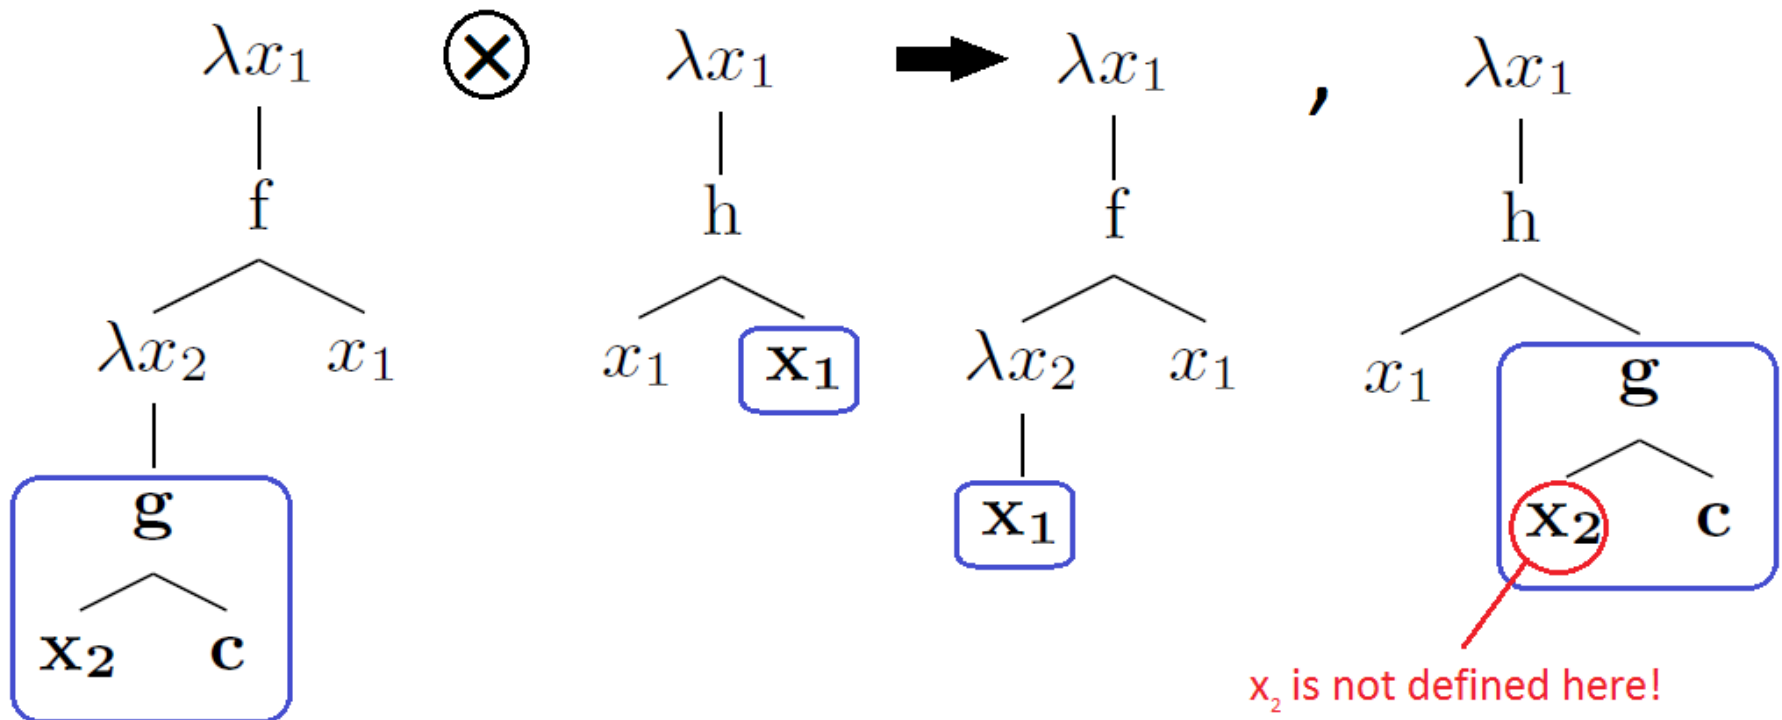 λx₁ ⊗ λx₁ → λx₁ , λx₁
f h f h
λx₂ x₁ x₁ x₁ λx₂ x₁ x₁ g
g x₁ x₂ c
x₂ c
x₂ is not defined here!